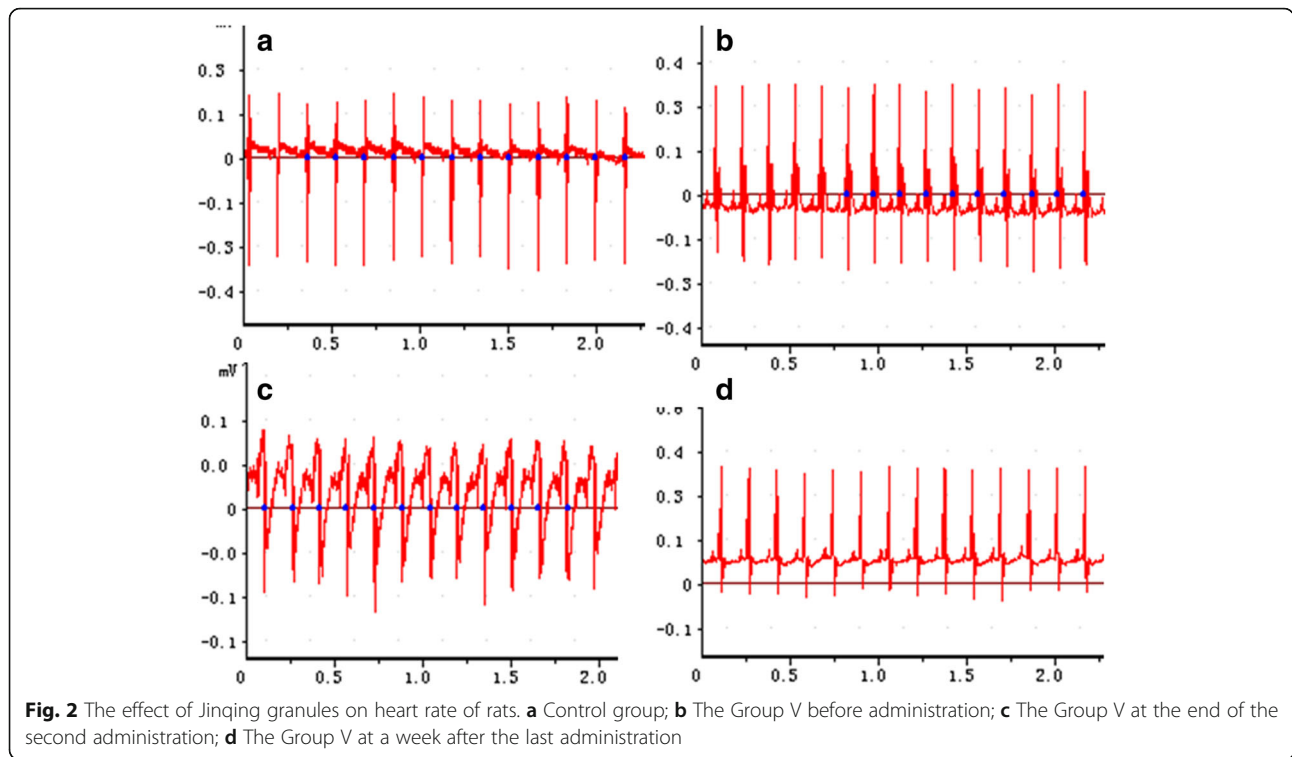 a
0.3
0.1
0
-0.1
-0.3
-0.4
0 0.5 1.0 1.5 2.0
b
0.4
0.3
0.1
0
-0.1
-0.3
-0.4
0 0.5 1.0 1.5 2.0
c
mV
0.1
0.0
0
-0.0
-0.1
-0.1
0 0.5 1.0 1.5 2.0
d
0.4
0.3
0.1
0
-0.1
0 0.5 1.0 1.5 2.0
Fig. 2 The effect of Jinqing granules on heart rate of rats. a Control group; b The Group V before administration; c The Group V at the end of the
second administration; d The Group V at a week after the last administration